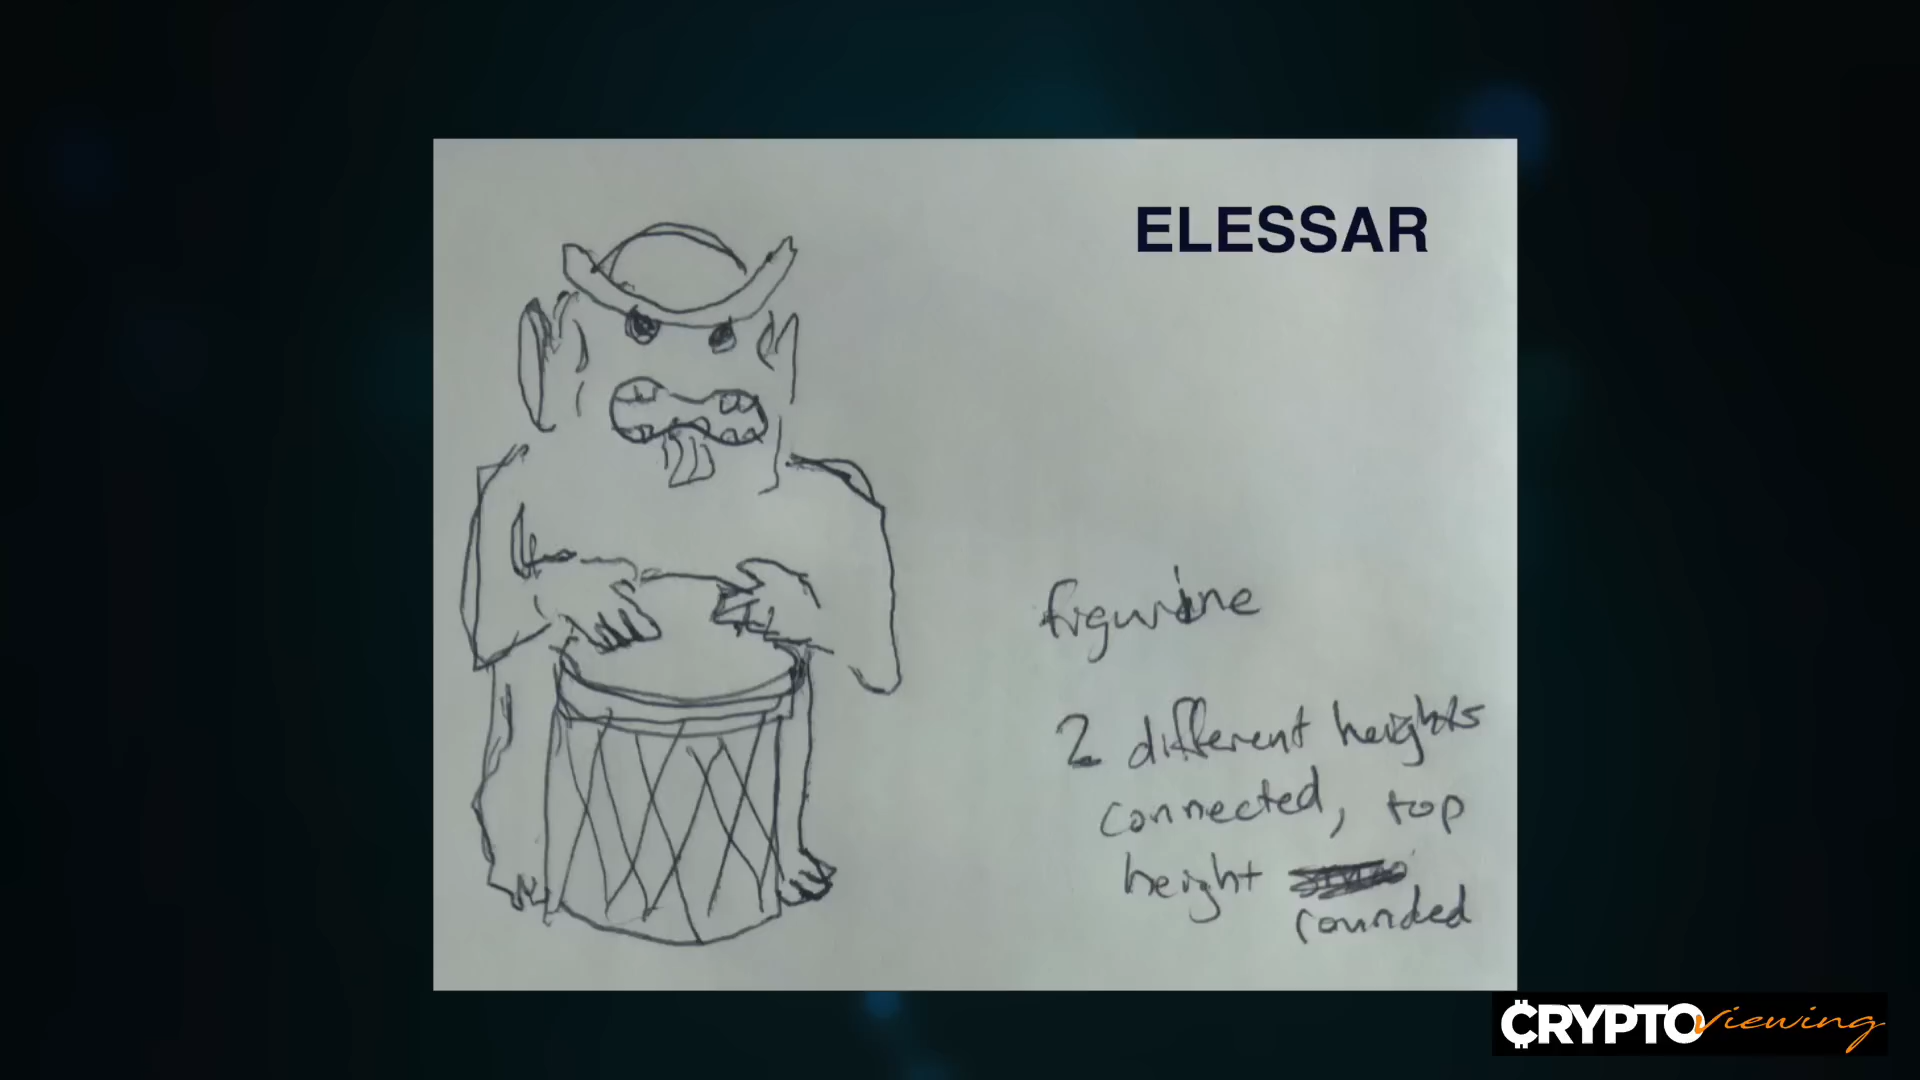 ELESSAR
figurine
2 different heights
connected, top
height
rounded
CRYPTOviewing